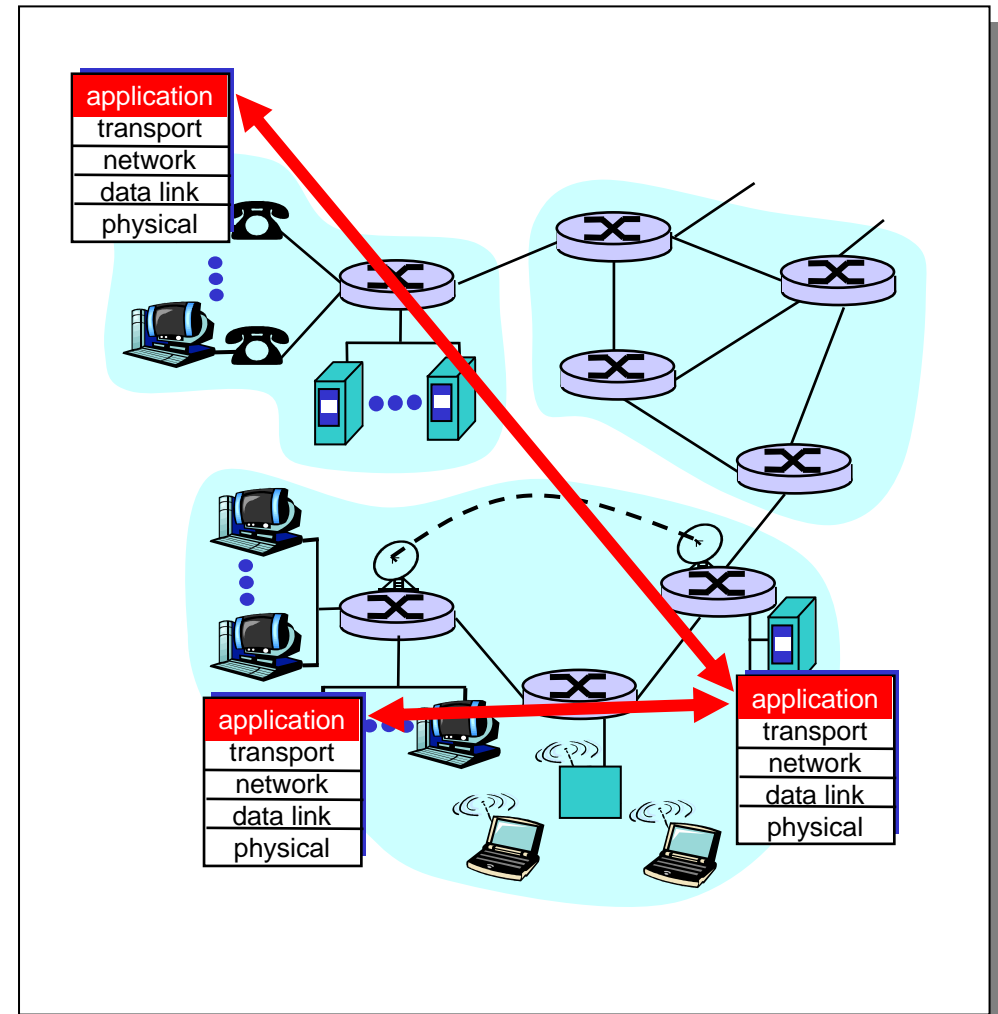 application
transport
network
data link
physical
application
transport
network
data link
physical
application
transport
network
data link
physical